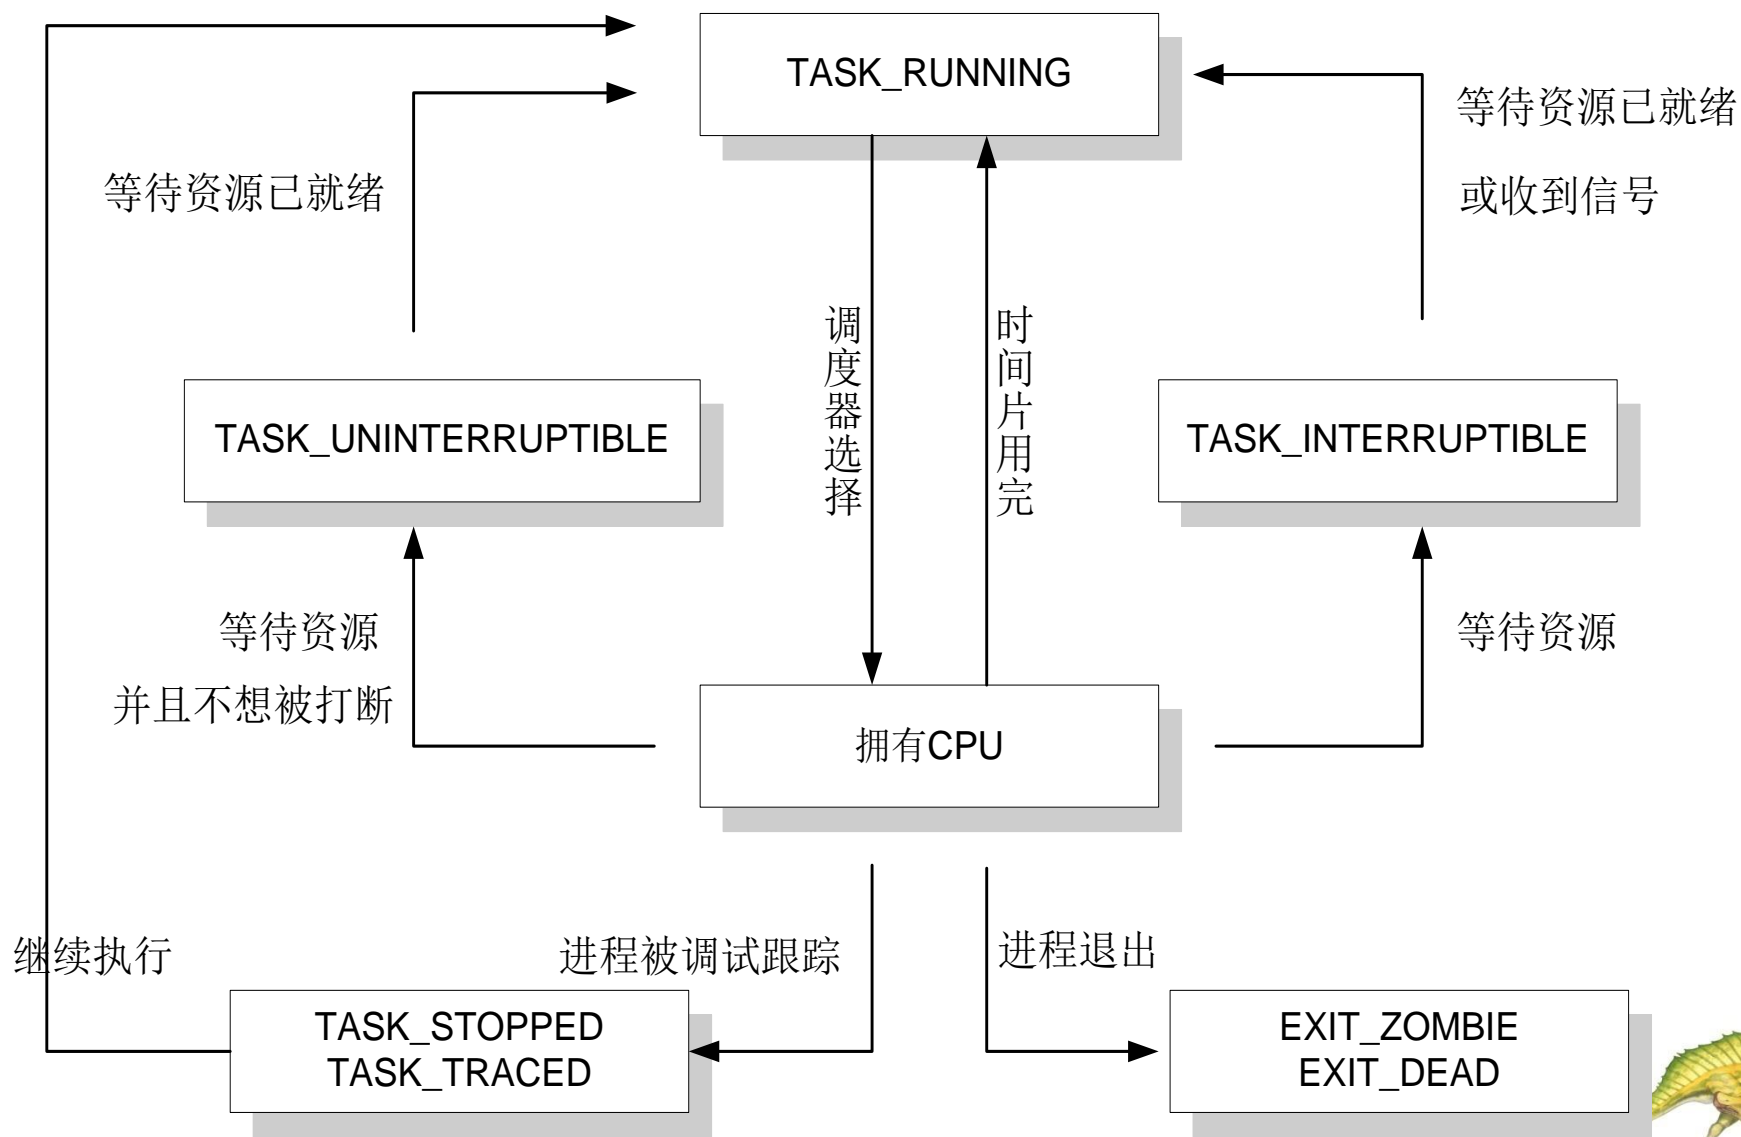 TASK_RUNNING
等待资源已就绪
或收到信号
等待资源已就绪
调度器选择
时间片用完
TASK_UNINTERRUPTIBLE
TASK_INTERRUPTIBLE
等待资源
并且不想被打断
等待资源
拥有CPU
继续执行
进程被调试跟踪
进程退出
TASK_STOPPED
TASK_TRACED
EXIT_ZOMBIE
EXIT_DEAD